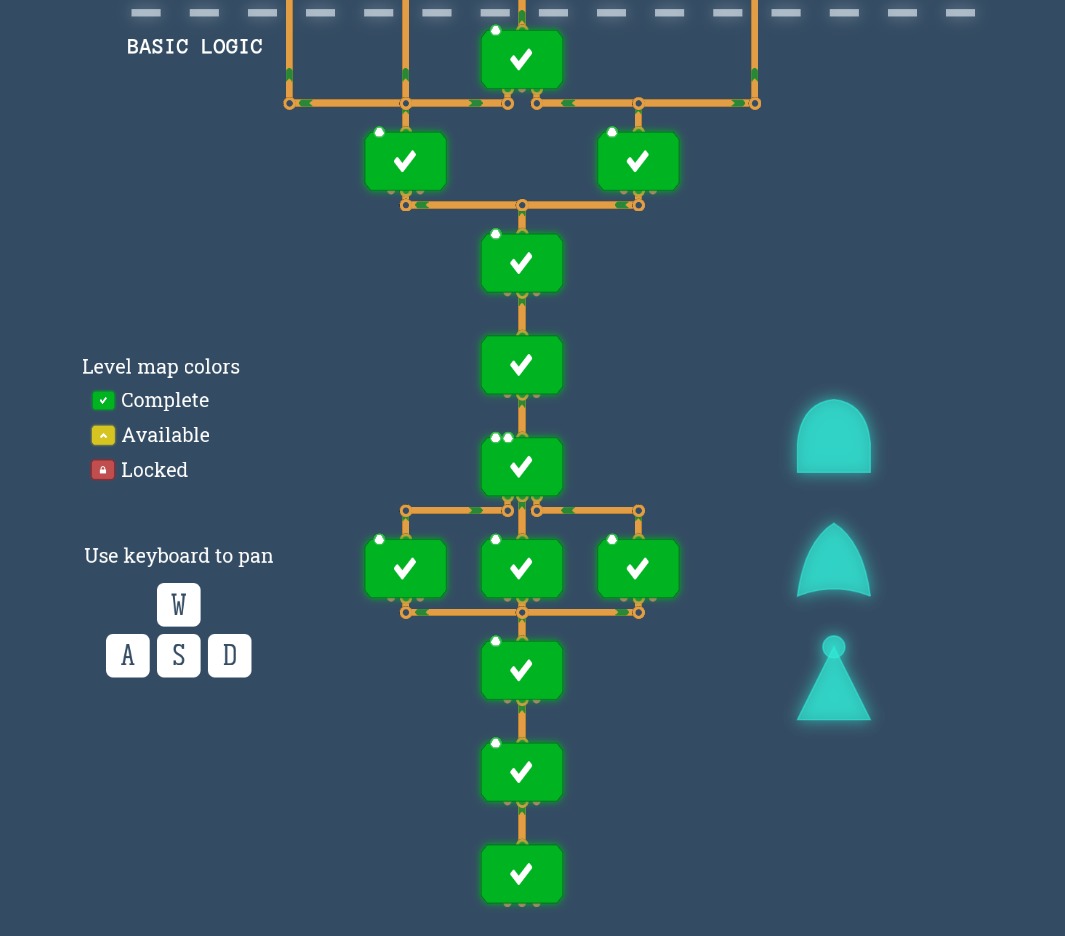 BASIC LOGIC
Level map colors
Complete
Available
Locked
Use keyboard to pan
W
A S D